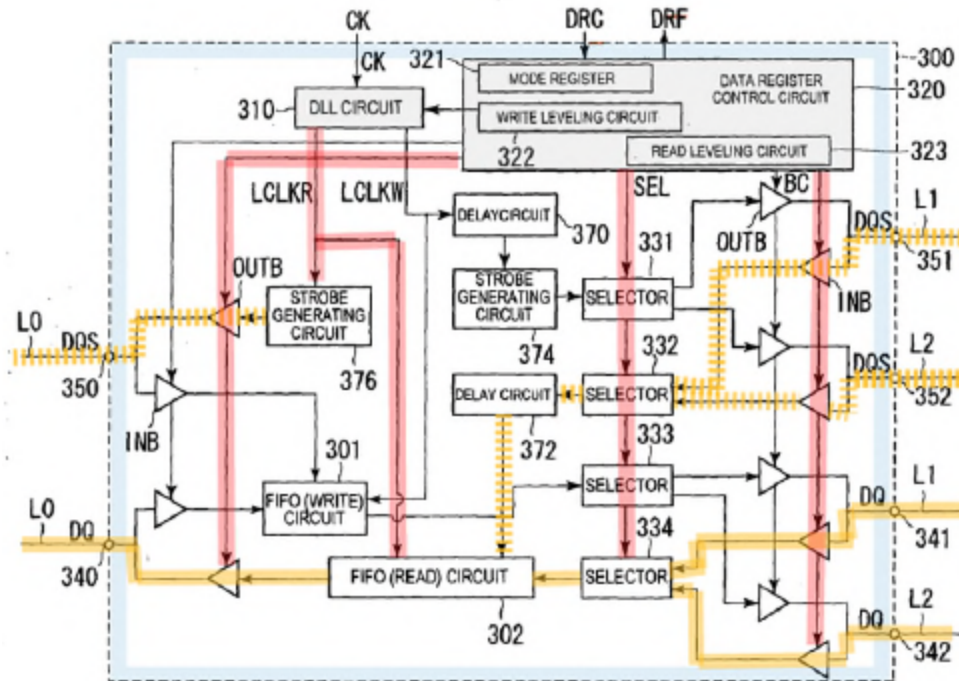 CK
DRC
DRF
CK
321
MODE REGISTER
DATA REGISTER
CONTROL CIRCUIT
300
320
310
DLL CIRCUIT
WRITE LEVELING CIRCUIT
322
READ LEVELING CIRCUIT
323
LCLKR
LCLKW
SEL
BC
DELAYCIRCUIT
370
331
OUTB
DQS
L1
351
OUTB
STROBE
GENERATING
CIRCUIT
376
STROBE
GENERATING
CIRCUIT
374
SELECTOR
INB
L0
DQS
350
332
DQS
L2
352
DELAY CIRCUIT
372
SELECTOR
INB
301
333
FIFO (WRITE)
CIRCUIT
SELECTOR
L1
DQ
341
L0
DQ
340
334
FIFO (READ) CIRCUIT
302
SELECTOR
DQ
L2
342